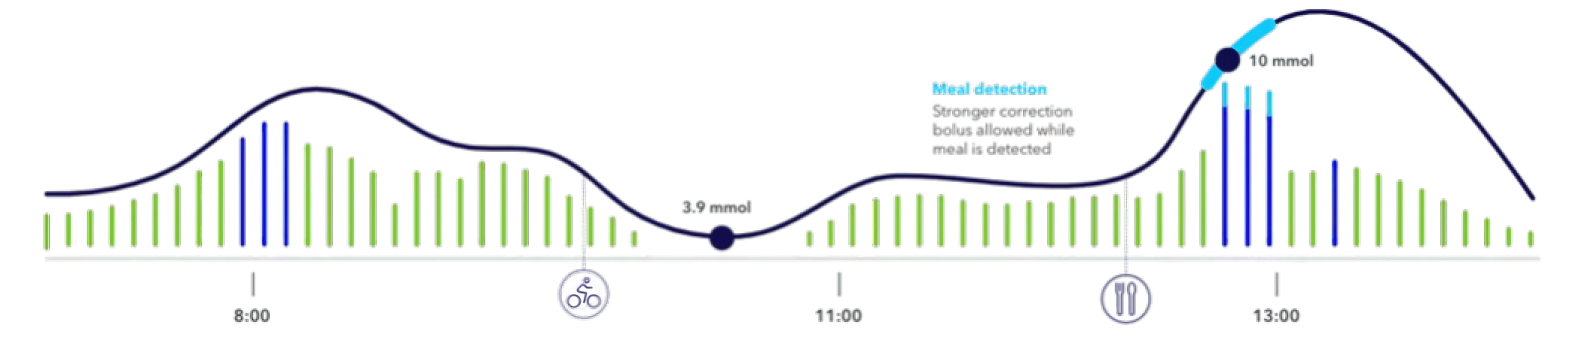 Meal detection
Stronger correction
bolus allowed while
meal is detected
10 mmol
3.9 mmol
8:00
11:00
13:00